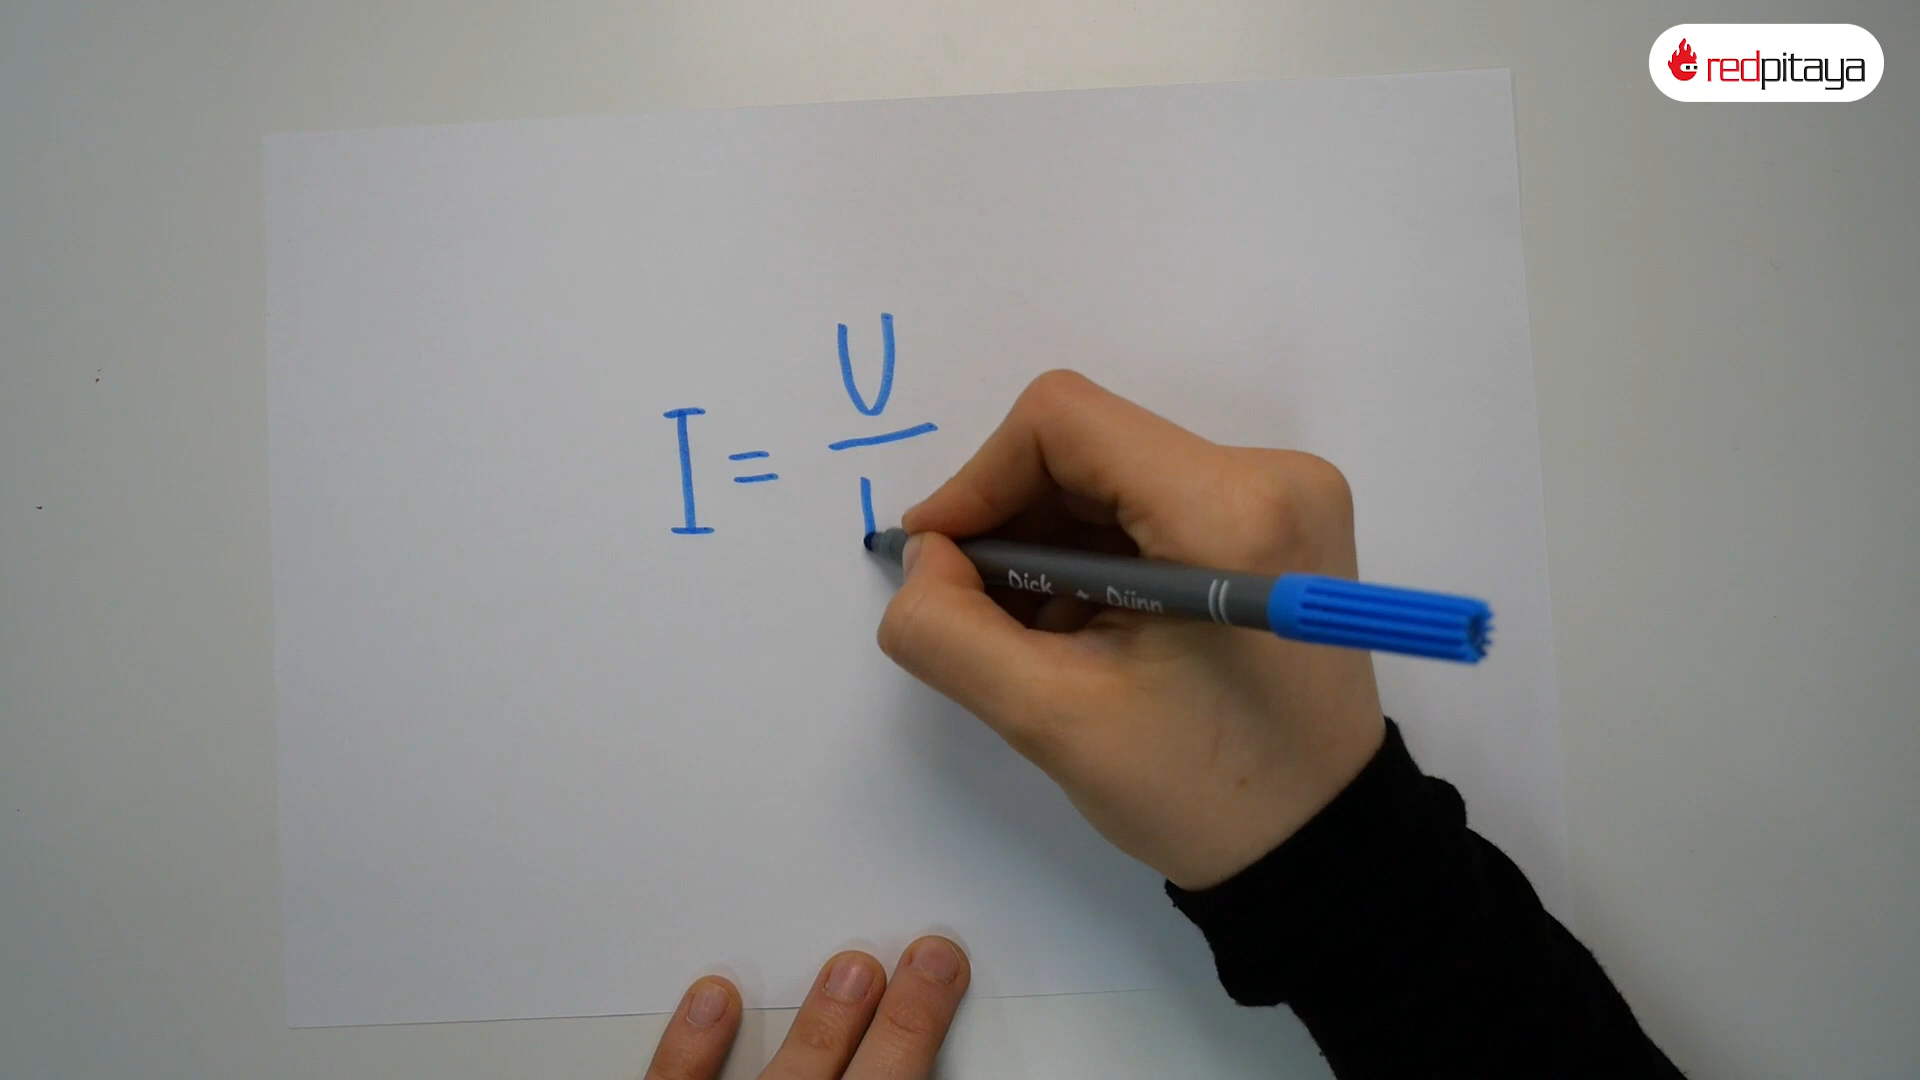 redpitaya
I = U
Dick ~ Dünn